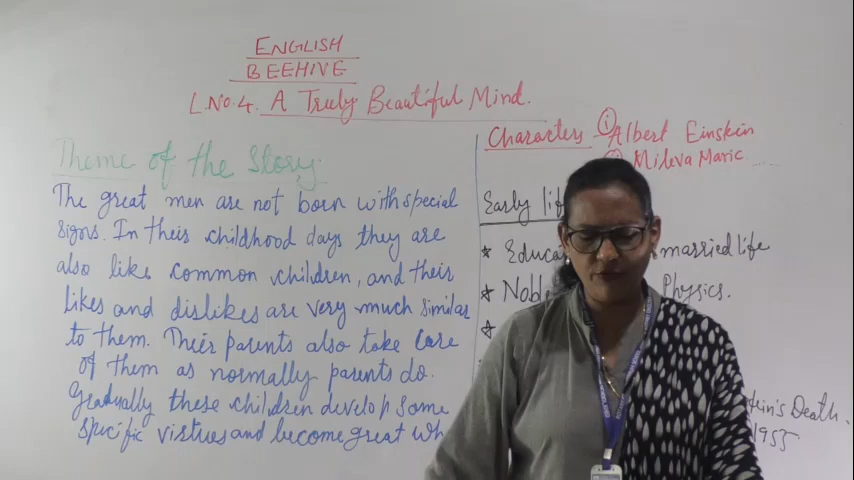 ENGLISH
BEEHIVE
L.NO.4. A Truly Beautiful Mind.
Theme of the Story
The great men are not born with special
signs. In their childhood days they are
also like common children, and their
likes and dislikes are very much similar
to them. Their parents also take care
of them as normally parents do.
Gradually these children develop some
specific virtues and become great wh
Characters (i) Albert Einstein
Mileva Maric .....
Early lif
* Educa married life
* Noble Physics.
*
tein's Death.
1955